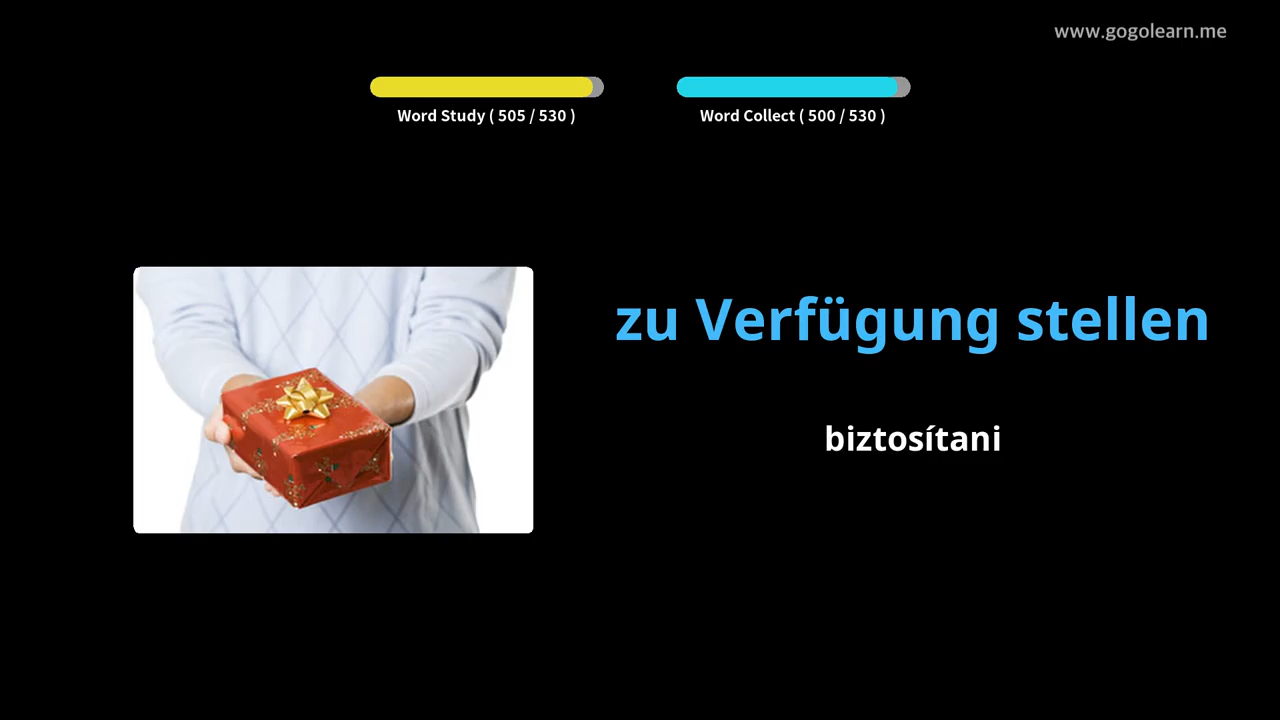 www.gogolearn.me
Word Study ( 505 / 530 )
Word Collect ( 500 / 530 )
zu Verfügung stellen
biztosítani